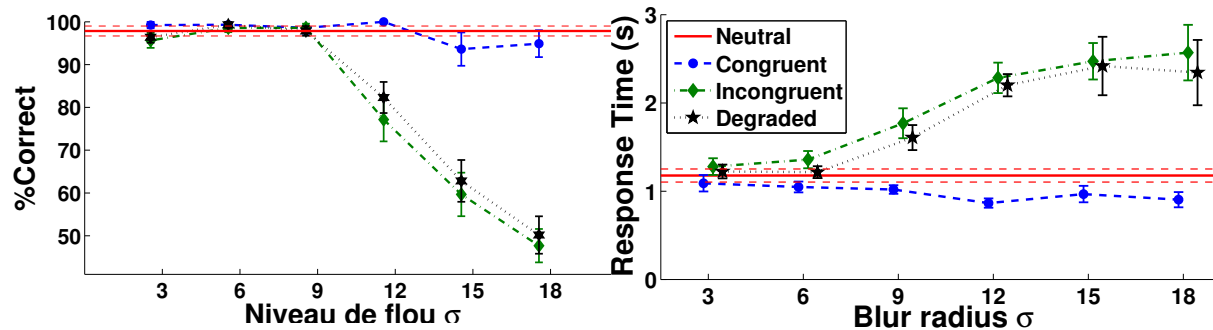 %Correct
100
90
80
70
60
50
3 6 9 12 15 18
Niveau de flou σ
Response Time (s)
3
2
1
0
Neutral
Congruent
Incongruent
Degraded
3 6 9 12 15 18
Blur radius σ